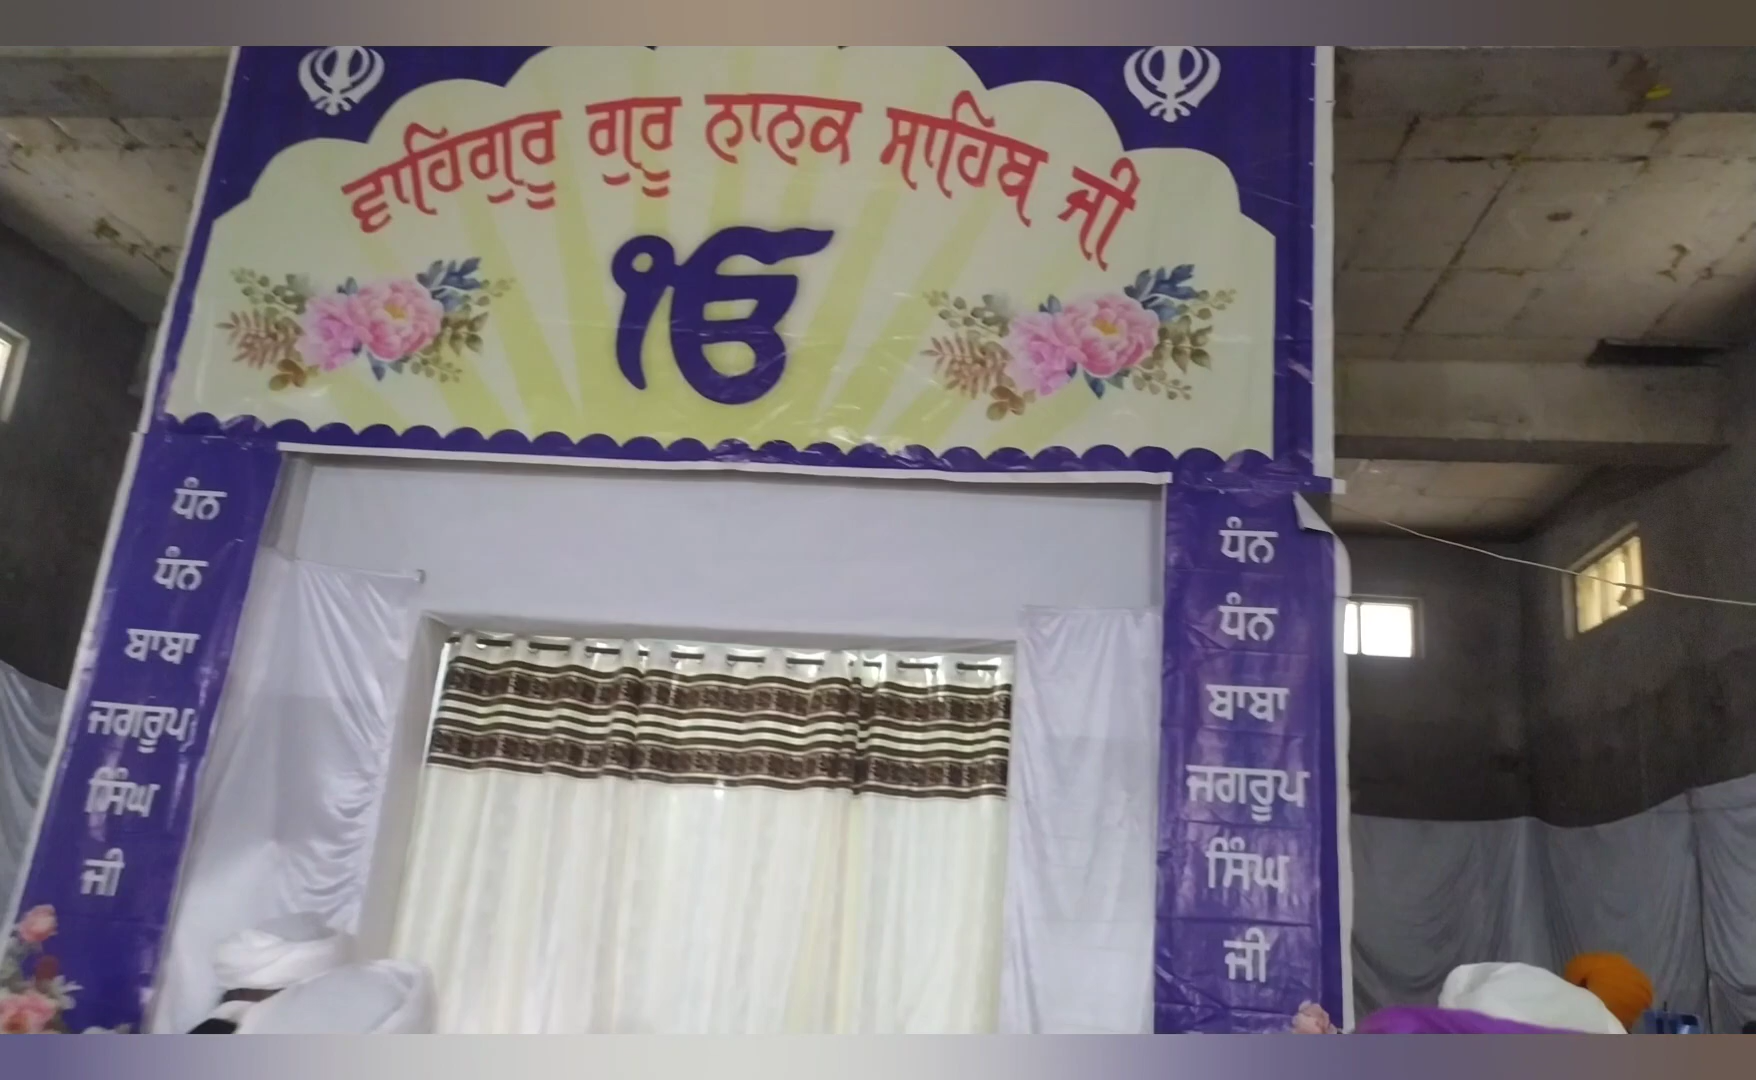 ਵਾਹਿਗੁਰੂ ਗੁਰੂ ਨਾਨਕ ਸਾਹਿਬ ਜੀ
ੴ
ਧੰਨ
ਧੰਨ
ਬਾਬਾ
ਜਗਰੂਪ
ਸਿੰਘ
ਜੀ
ਧੰਨ
ਧੰਨ
ਬਾਬਾ
ਜਗਰੂਪ
ਸਿੰਘ
ਜੀ